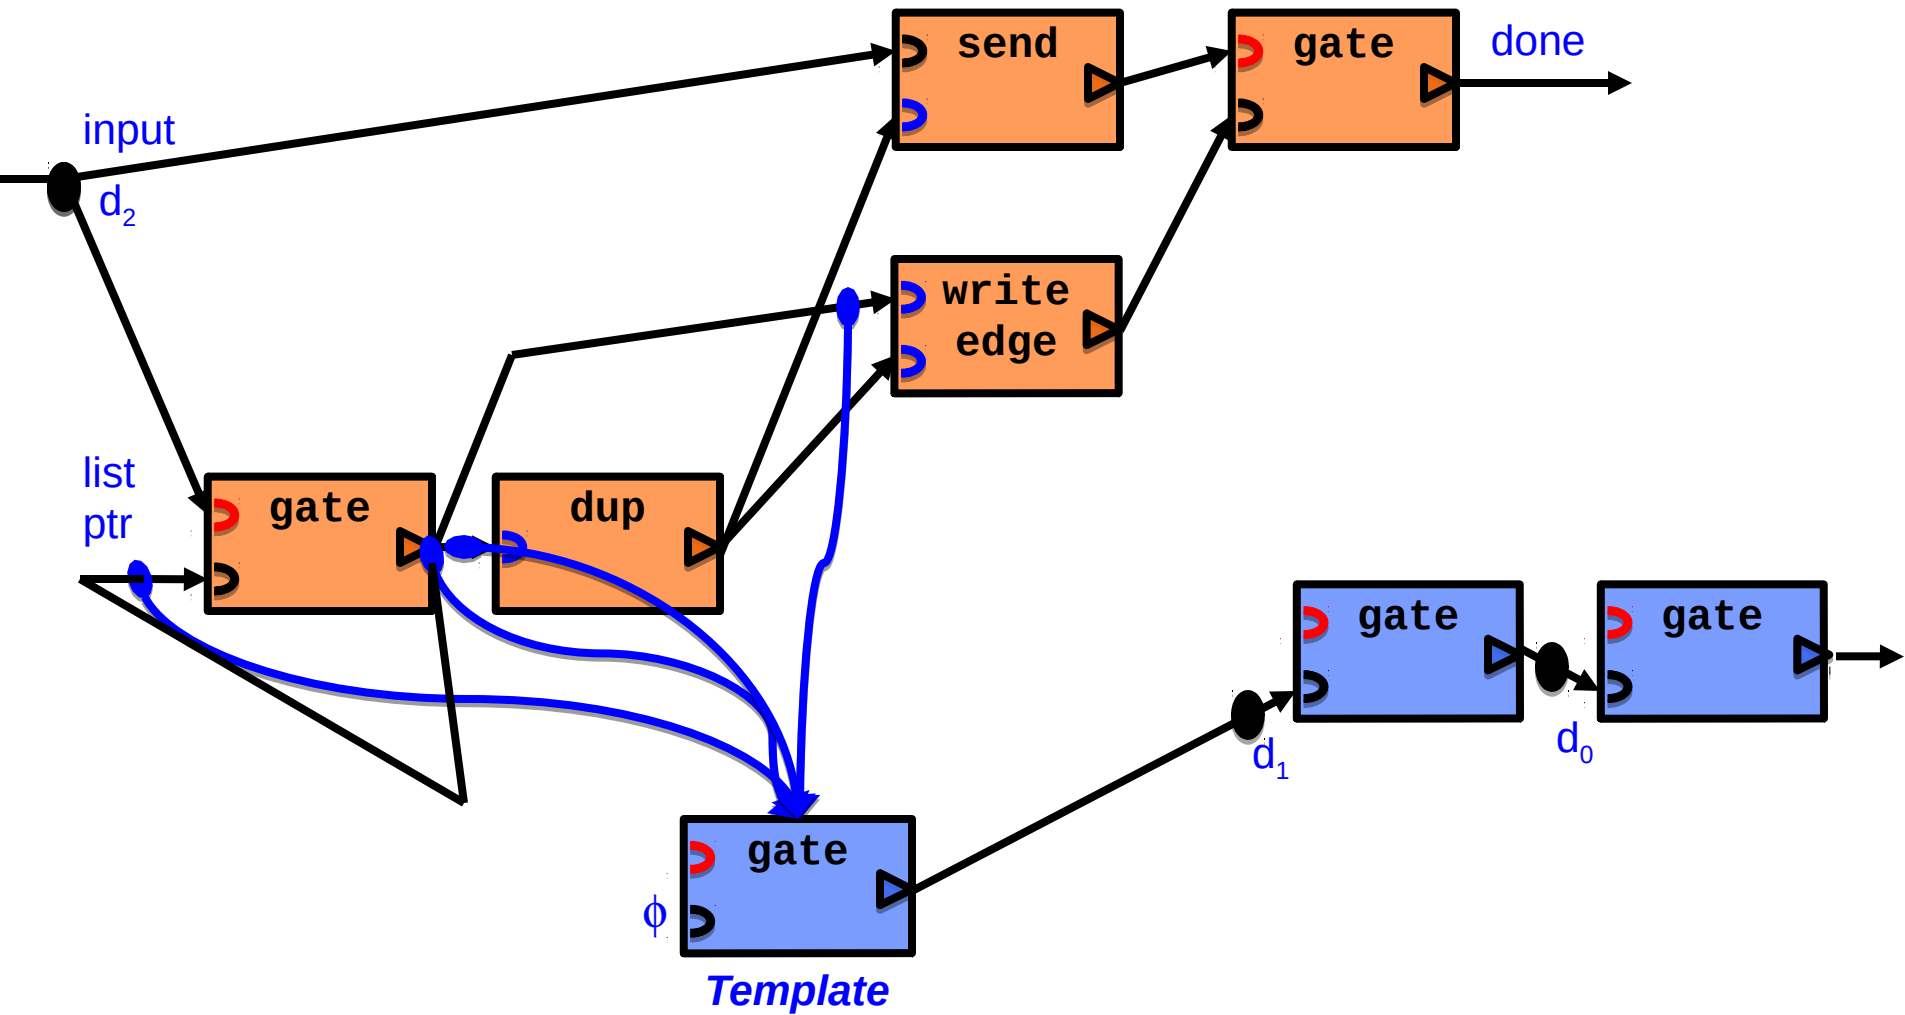 send
gate
done
input
d2
write
edge
list
ptr
gate
dup
gate
gate
d1
d0
gate
ϕ
Template